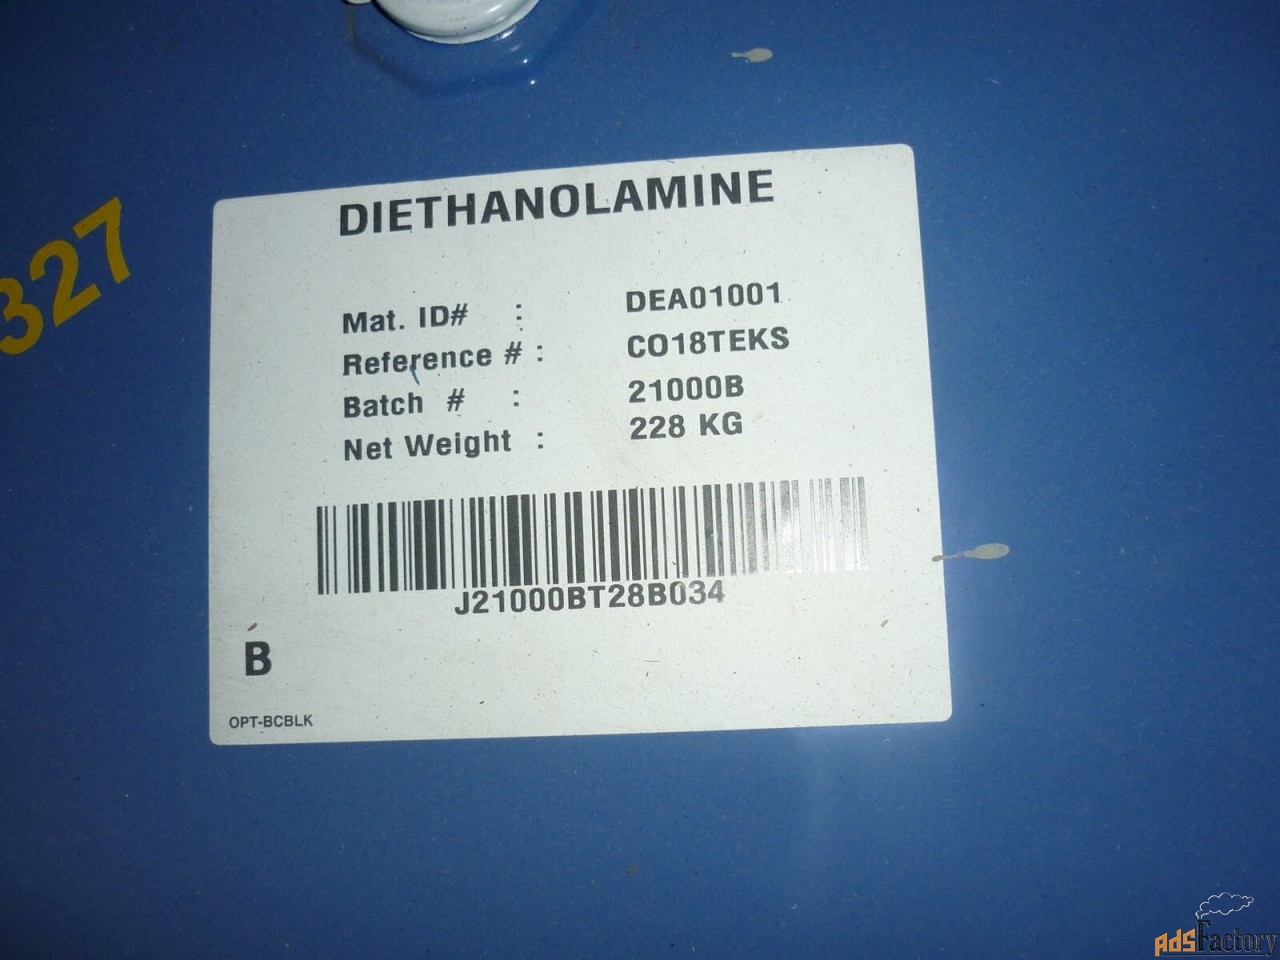 327
DIETHANOLAMINE
Mat. ID# : DEA01001
Reference # : CO18TEKS
Batch # : 21000B
Net Weight : 228 KG
J21000BT28B034
B
OPT-BCBLK
AdsFactory